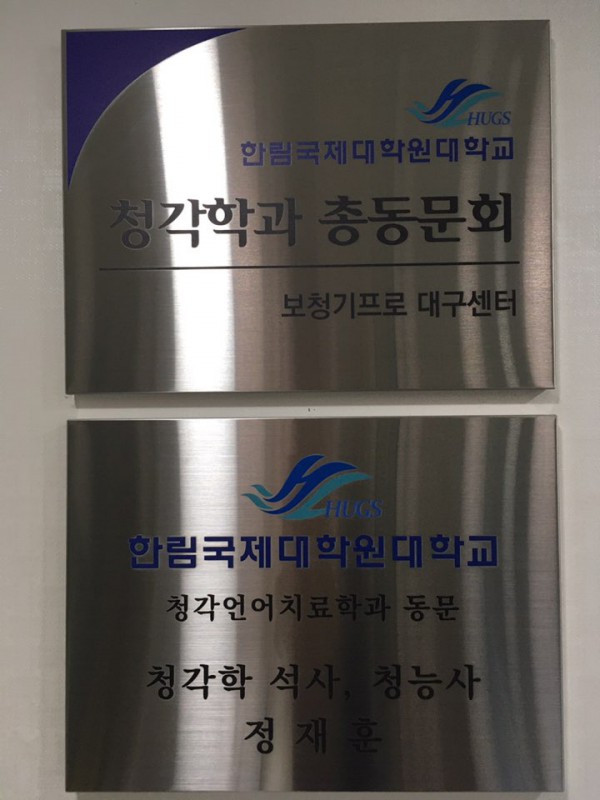 HUGS
한림국제대학원대학교
청각학과 총동문회
보청기프로 대구센터
HUGS
한림국제대학원대학교
청각언어치료학과 동문
청각학 석사, 청능사
정재훈